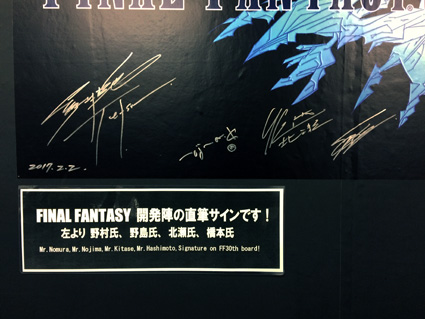 FINAL FANTASY
2017.2.2.
FINAL FANTASY 開発陣の直筆サインです！
左より 野村氏、野島氏、北瀬氏、橋本氏
Mr.Nomura,Mr.Nojima,Mr.Kitase,Mr.Hashimoto,Signature on FF30th board!